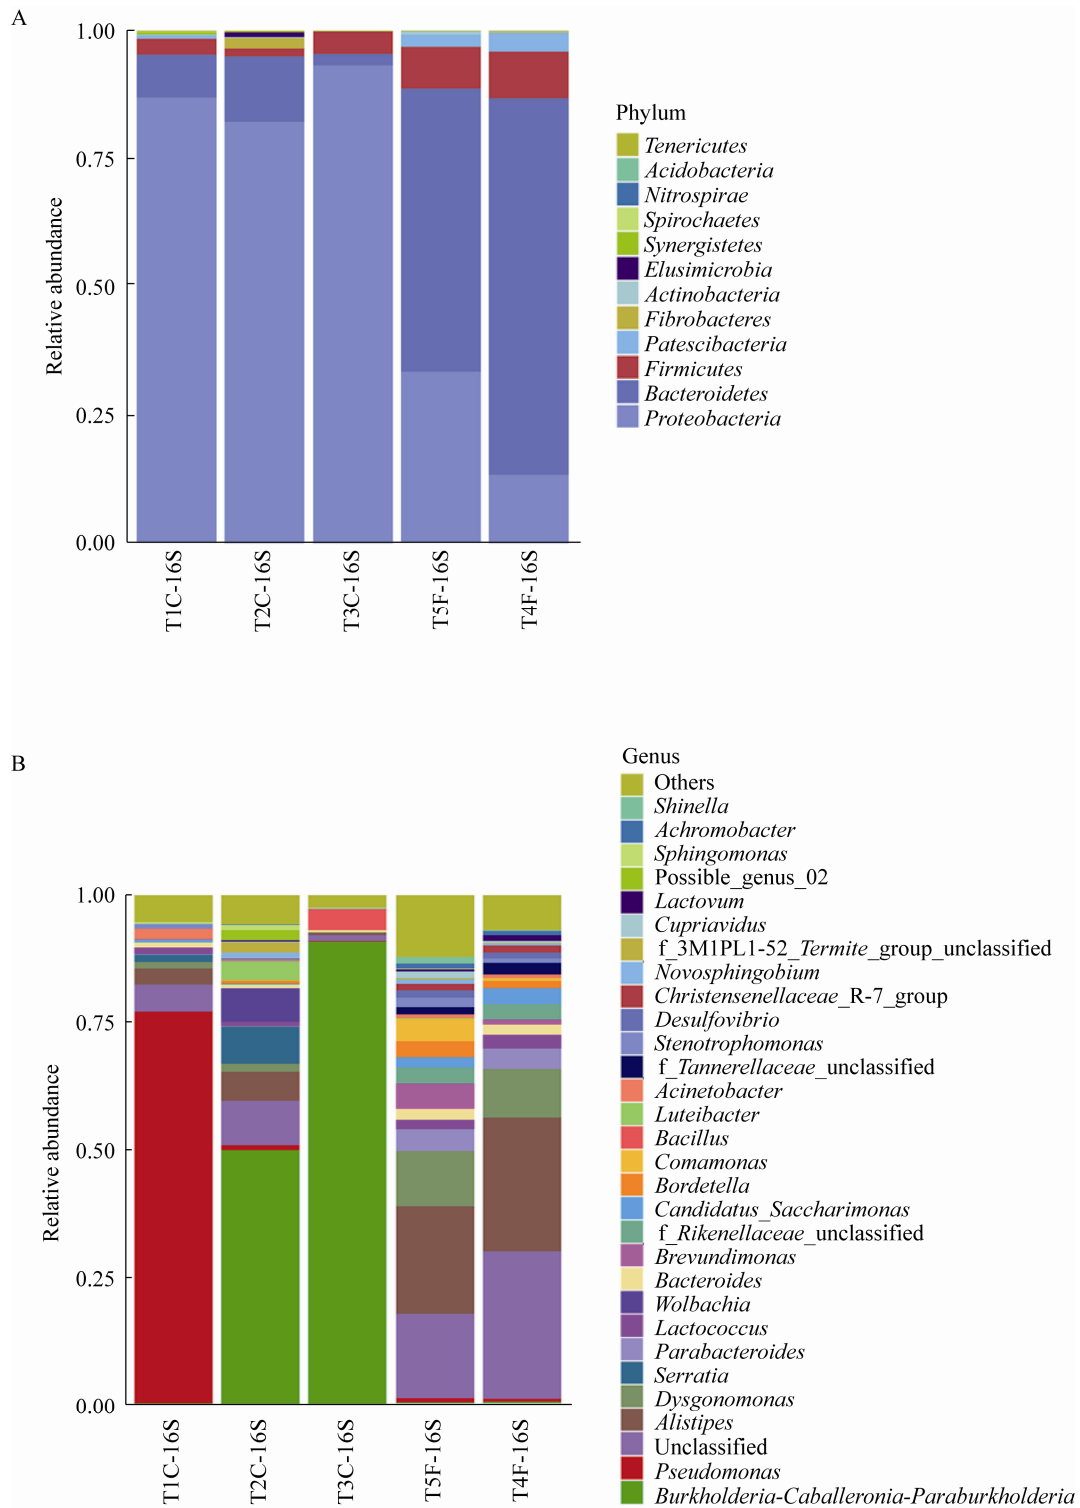 A
1.00
0.75
0.50
0.25
0.00
Relative abundance
T1C-16S
T2C-16S
T3C-16S
T5F-16S
T4F-16S
Phylum
Tenericutes
Acidobacteria
Nitrospirae
Spirochaetes
Synergistetes
Elusimicrobia
Actinobacteria
Fibrobacteres
Patescibacteria
Firmicutes
Bacteroidetes
Proteobacteria
B
1.00
0.75
0.50
0.25
0.00
Relative abundance
T1C-16S
T2C-16S
T3C-16S
T5F-16S
T4F-16S
Genus
Others
Shinella
Achromobacter
Sphingomonas
Possible_genus_02
Lactovum
Cupriavidus
f_3M1PL1-52_Termite_group_unclassified
Novosphingobium
Christensenellaceae_R-7_group
Desulfovibrio
Stenotrophomonas
f_Tannerellaceae_unclassified
Acinetobacter
Luteibacter
Bacillus
Comamonas
Bordetella
Candidatus_Saccharimonas
f_Rikenellaceae_unclassified
Brevundimonas
Bacteroides
Wolbachia
Lactococcus
Parabacteroides
Serratia
Dysgonomonas
Alistipes
Unclassified
Pseudomonas
Burkholderia-Caballeronia-Paraburkholderia